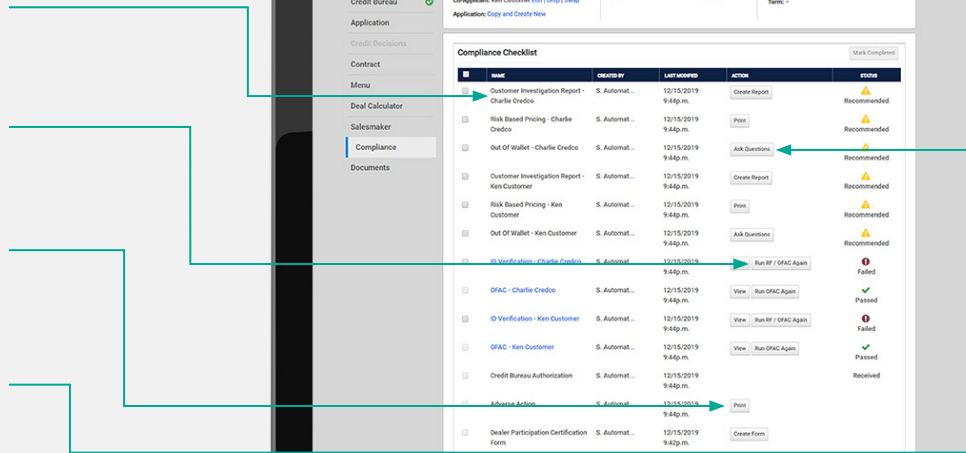 Credit Bureau
Application
Credit Decisions
Contract
Menu
Deal Calculator
Salesmaker
Compliance
Documents
Co-Applicant: Ken Customer Edit | Drop | Swap
Term: –
Application: Copy and Create New
Compliance Checklist
Mark Completed
NAME CREATED BY LAST MODIFIED ACTION STATUS
Customer Investigation Report - S. Automat... 12/15/2019 Create Report
Charlie Credco 9:44p.m. Recommended
Risk Based Pricing - Charlie S. Automat... 12/15/2019 Print
Credco 9:44p.m. Recommended
Out Of Wallet - Charlie Credco S. Automat... 12/15/2019 Ask Questions
9:44p.m. Recommended
Customer Investigation Report - S. Automat... 12/15/2019 Create Report
Ken Customer 9:44p.m. Recommended
Risk Based Pricing - Ken S. Automat... 12/15/2019 Print
Customer 9:44p.m. Recommended
Out Of Wallet - Ken Customer S. Automat... 12/15/2019 Ask Questions
9:44p.m. Recommended
ID Verification - Charlie Credco S. Automat... 12/15/2019 Run RF / OFAC Again
9:44p.m. Failed
OFAC - Charlie Credco S. Automat... 12/15/2019 View Run OFAC Again
9:44p.m. Passed
ID Verification - Ken Customer S. Automat... 12/15/2019 View Run RF / OFAC Again
9:44p.m. Failed
OFAC - Ken Customer S. Automat... 12/15/2019 View Run OFAC Again
9:44p.m. Passed
Credit Bureau Authorization S. Automat... 12/15/2019 Received
9:44p.m.
Adverse Action S. Automat... 12/15/2019 Print
9:44p.m.
Dealer Participation Certification S. Automat... 12/15/2019 Create Form
Form 9:42p.m.